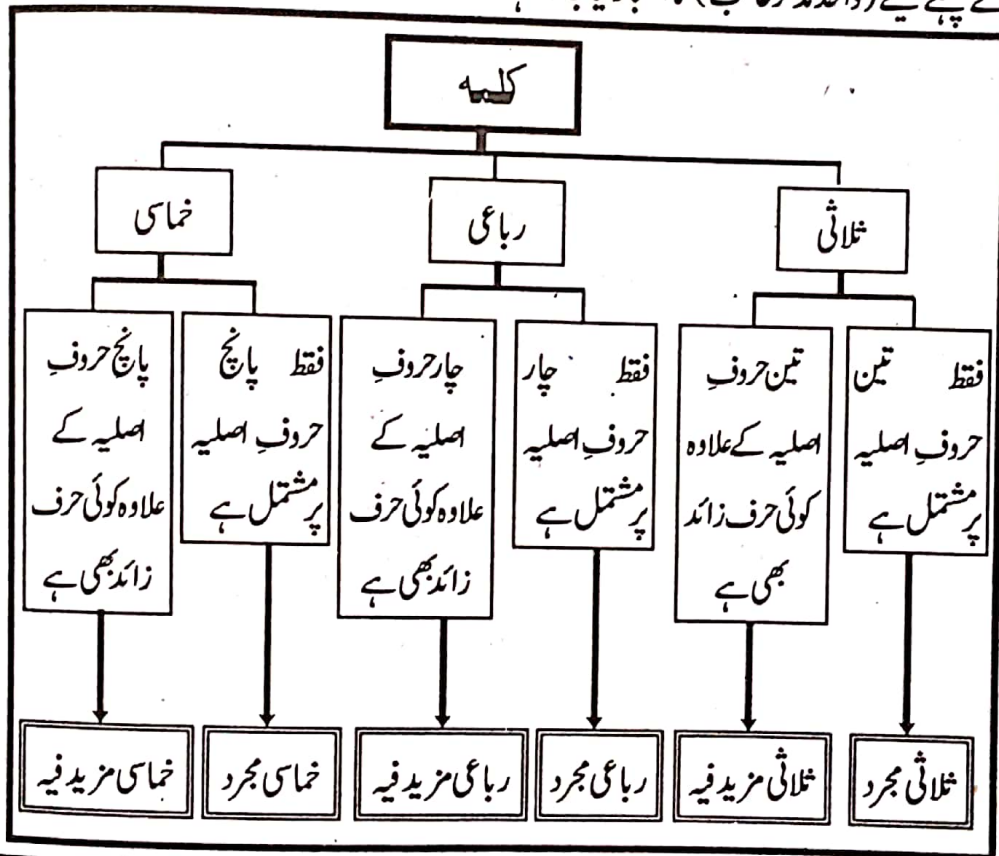 کلمہ
ثلاثی
رباعی
خماسی
فقط تین
حروفِ اصلیہ
پر مشتمل ہے
تین حروفِ
اصلیہ کے علاوہ
کوئی حرف زائد
بھی ہے
فقط چار
حروفِ اصلیہ
پر مشتمل ہے
چار حروفِ
اصلیہ کے
علاوہ کوئی حرف
زائد بھی ہے
فقط پانچ
حروفِ اصلیہ
پر مشتمل ہے
پانچ حروفِ
اصلیہ کے
علاوہ کوئی حرف
زائد بھی ہے
ثلاثی مجرد
ثلاثی مزید فیہ
رباعی مجرد
رباعی مزید فیہ
خماسی مجرد
خماسی مزید فیہ